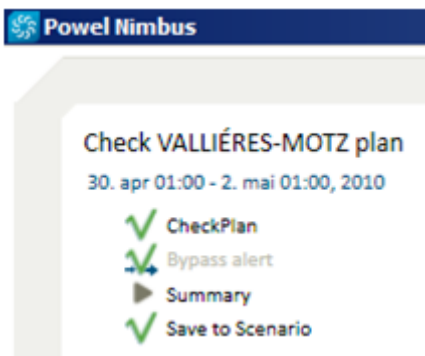 Powel Nimbus
Check VALLIÉRES-MOTZ plan
30. apr 01:00 - 2. mai 01:00, 2010
CheckPlan
Bypass alert
Summary
Save to Scenario